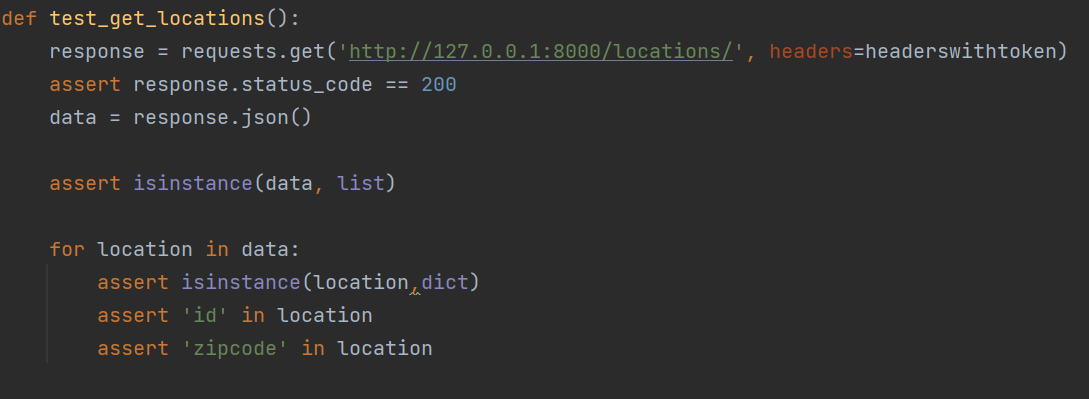 def test_get_locations():
    response = requests.get('http://127.0.0.1:8000/locations/', headers=headerswithtoken)
    assert response.status_code == 200
    data = response.json()
    assert isinstance(data, list)
    for location in data:
        assert isinstance(location,dict)
        assert 'id' in location
        assert 'zipcode' in location